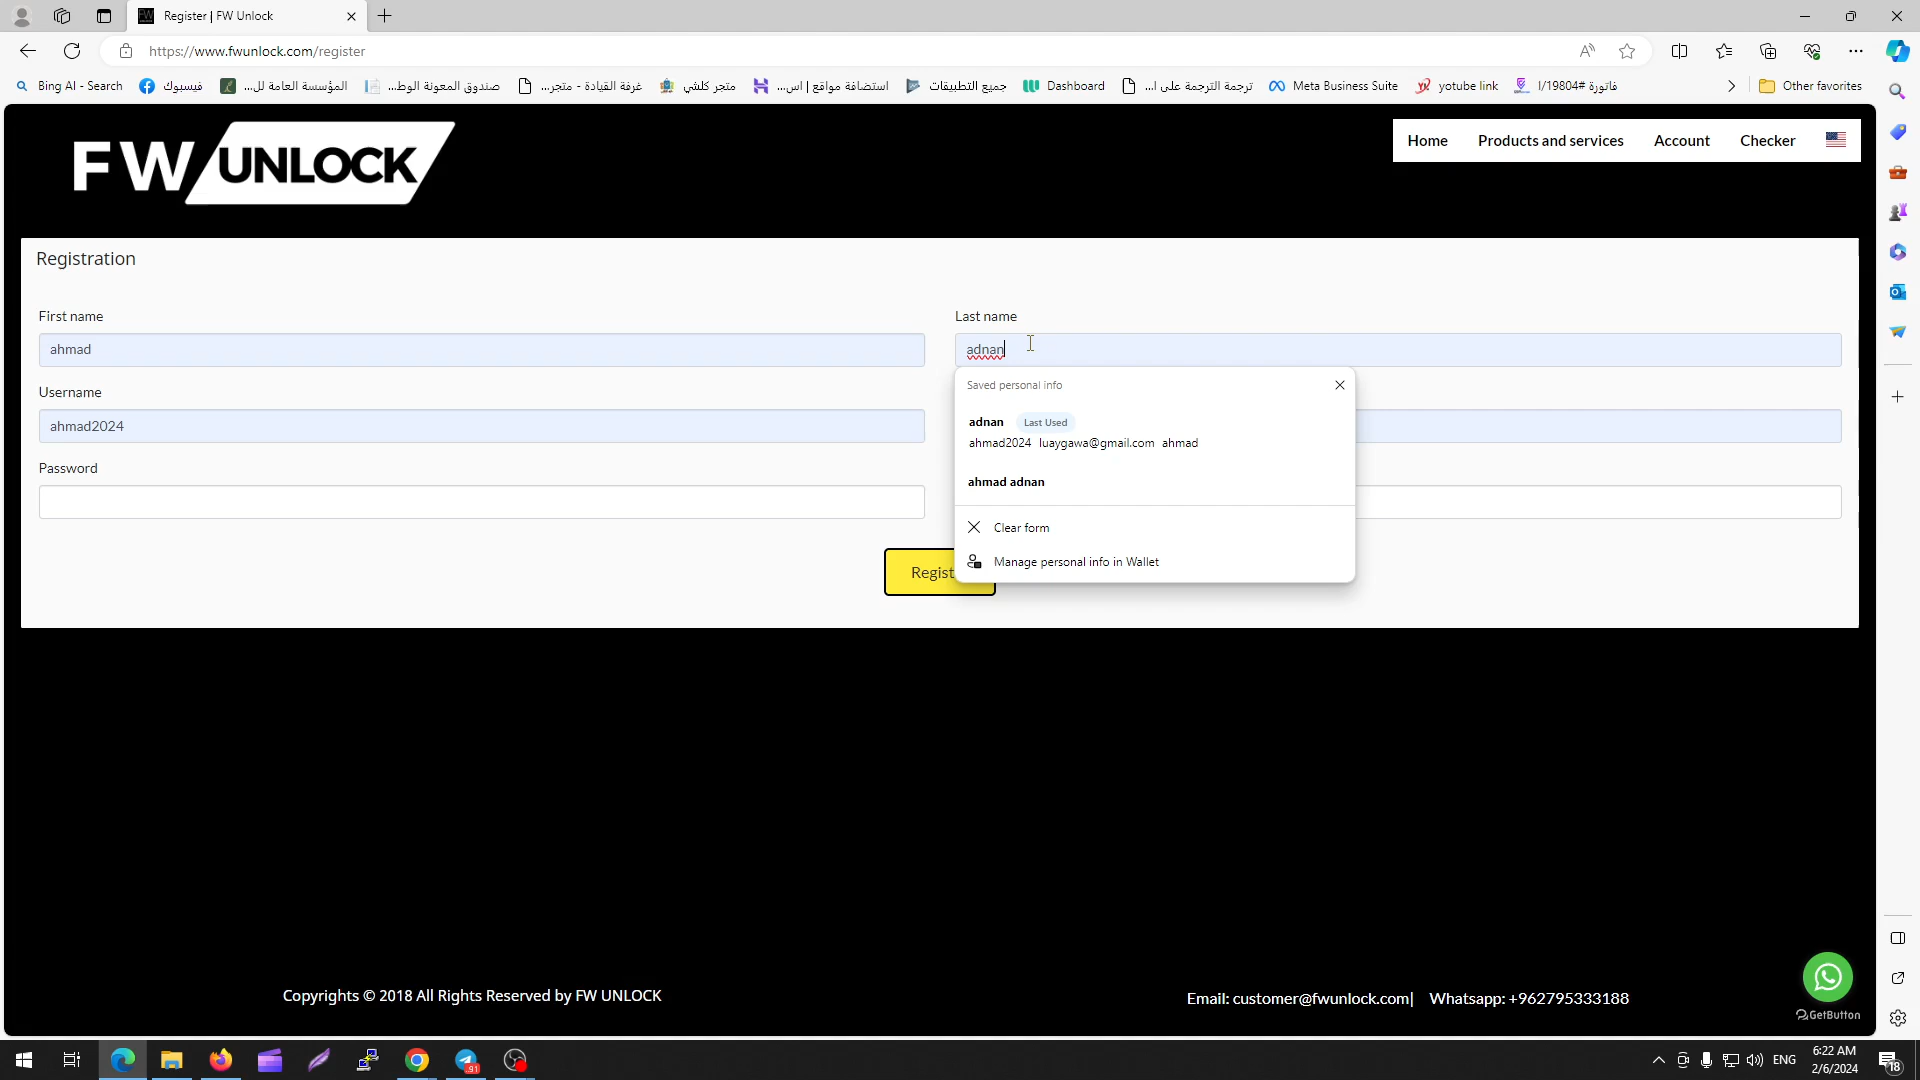 Register | FW Unlock
https://www.fwunlock.com/register
Bing AI - Search
فيسبوك
المؤسسة العامة لل...
صندوق المعونة الوط...
غرفة القيادة - متجر...
متجر كلشي
استضافة مواقع | اس...
جميع التطبيقات
Dashboard
ترجمة الترجمة على ا...
Meta Business Suite
yotube link
فاتورة #I/19804
Other favorites
FW UNLOCK
Home
Products and services
Account
Checker
Registration
First name
Last name
ahmad
adnan
Saved personal info
Username
adnan Last Used
ahmad2024
ahmad2024 luaygawa@gmail.com ahmad
Password
ahmad adnan
Clear form
Manage personal info in Wallet
Regist
Copyrights © 2018 All Rights Reserved by FW UNLOCK
Email: customer@fwunlock.com| Whatsapp: +962795333188
GetButton
91
ENG
6:22 AM
2/6/2024
18